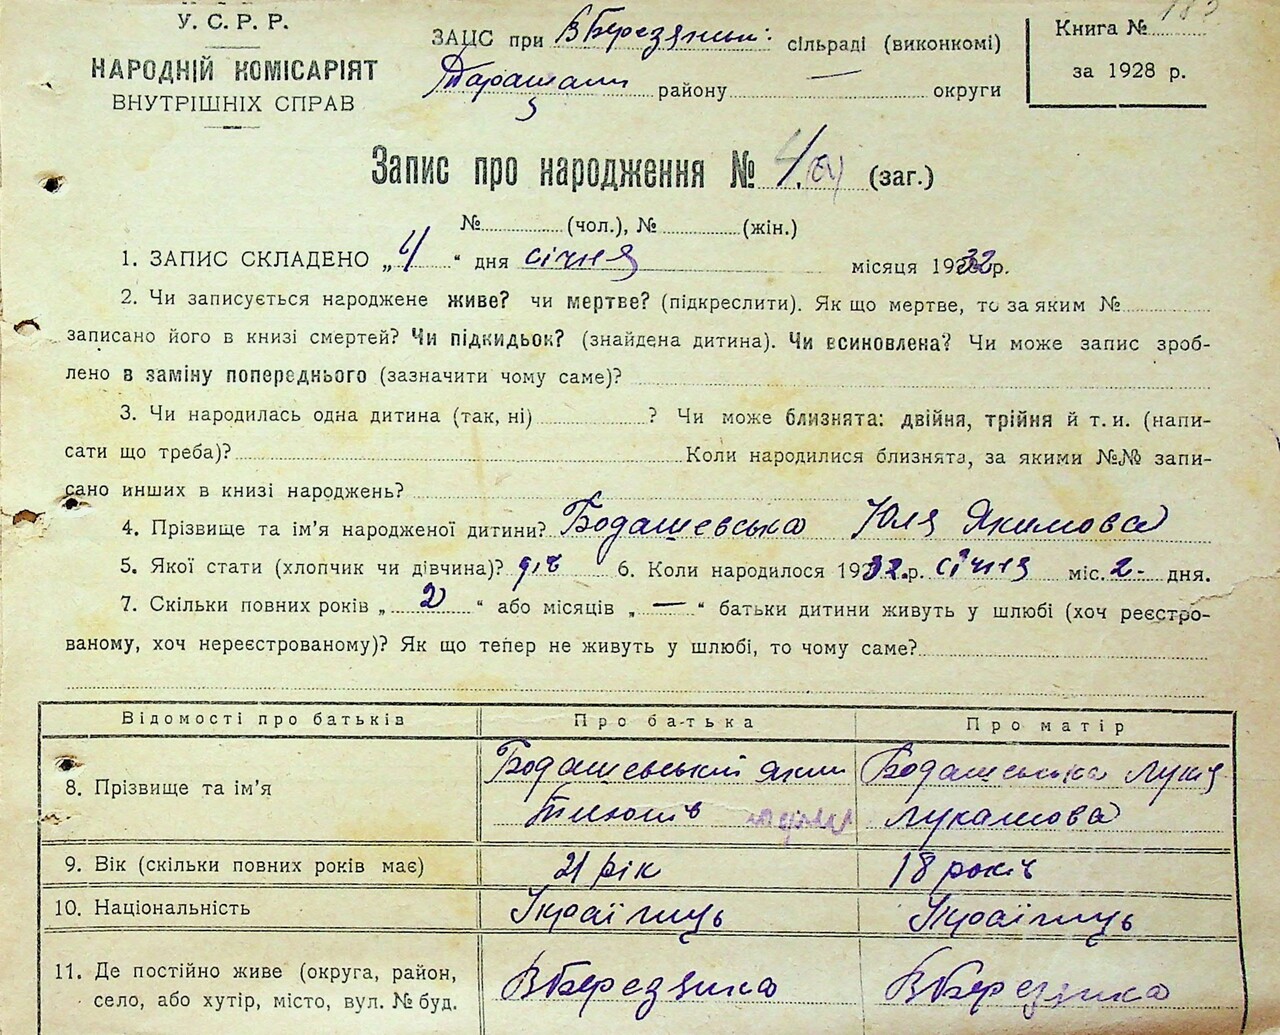 У. С. Р. Р.
НАРОДНІЙ КОМІСАРІЯТ
ВНУТРІШНІХ СПРАВ
ЗАЦС при В Березянській сільраді (виконкомі)
району — округи
Книга №
за 1928 р.
Запис про народження № 4 (заг.)
№ (чол.), № (жін.)
1. ЗАПИС СКЛАДЕНО „4“ дня січня місяця 1932 р.
2. Чи записується народжене живе? чи мертве? (підкреслити). Як що мертве, то за яким №
записано його в книзі смертей? Чи підкидьок? (знайдена дитина). Чи всиновлена? Чи може запис зроб-
лено в заміну попереднього (зазначити чому саме)?
3. Чи народилась одна дитина (так, ні) ? Чи може близнята: двійня, трійня й т. и. (напи-
сати що треба)? Коли народилися близнята, за якими №№ запи-
сано инших в книзі народжень?
4. Прізвище та ім'я народженої дитини? Бодашевська Юля Якимова
5. Якої стати (хлопчик чи дівчина)? дів 6. Коли народилося 1932 р. січня міс. 2 - дня.
7. Скільки повних років „2“ або місяців „—“ батьки дитини живуть у шлюбі (хоч реєстро-
ваному, хоч нереєстрованому)? Як що тепер не живуть у шлюбі, то чому саме?
Відомості про батьків Про батька Про матір
8. Прізвище та ім'я Бодашевський Яким Бодашевська
Лукашова
9. Вік (скільки повних років має) 21 рік 18 років
10. Національність Українець Українець
11. Де постійно живе (округа, район,
село, або хутір, місто, вул. № буд. В Березянка В Березянка